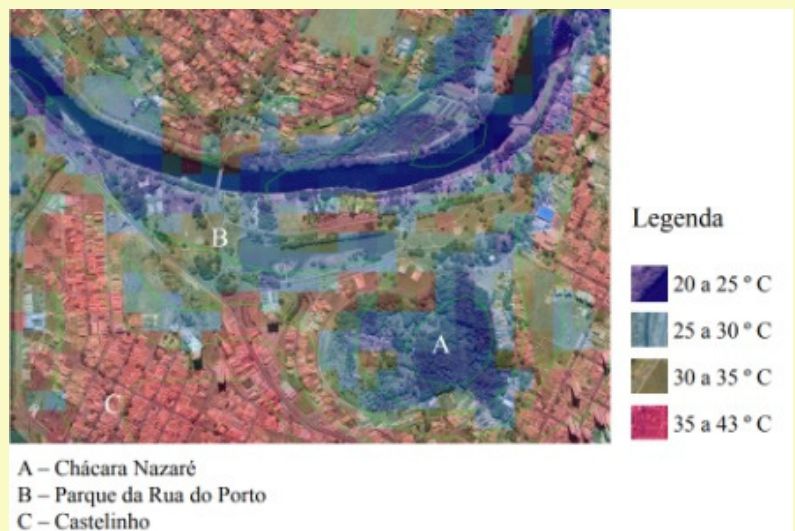 B
A
C
Legenda
20 a 25 º C
25 a 30 º C
30 a 35 º C
35 a 43 º C
A – Chácara Nazaré
B – Parque da Rua do Porto
C – Castelinho